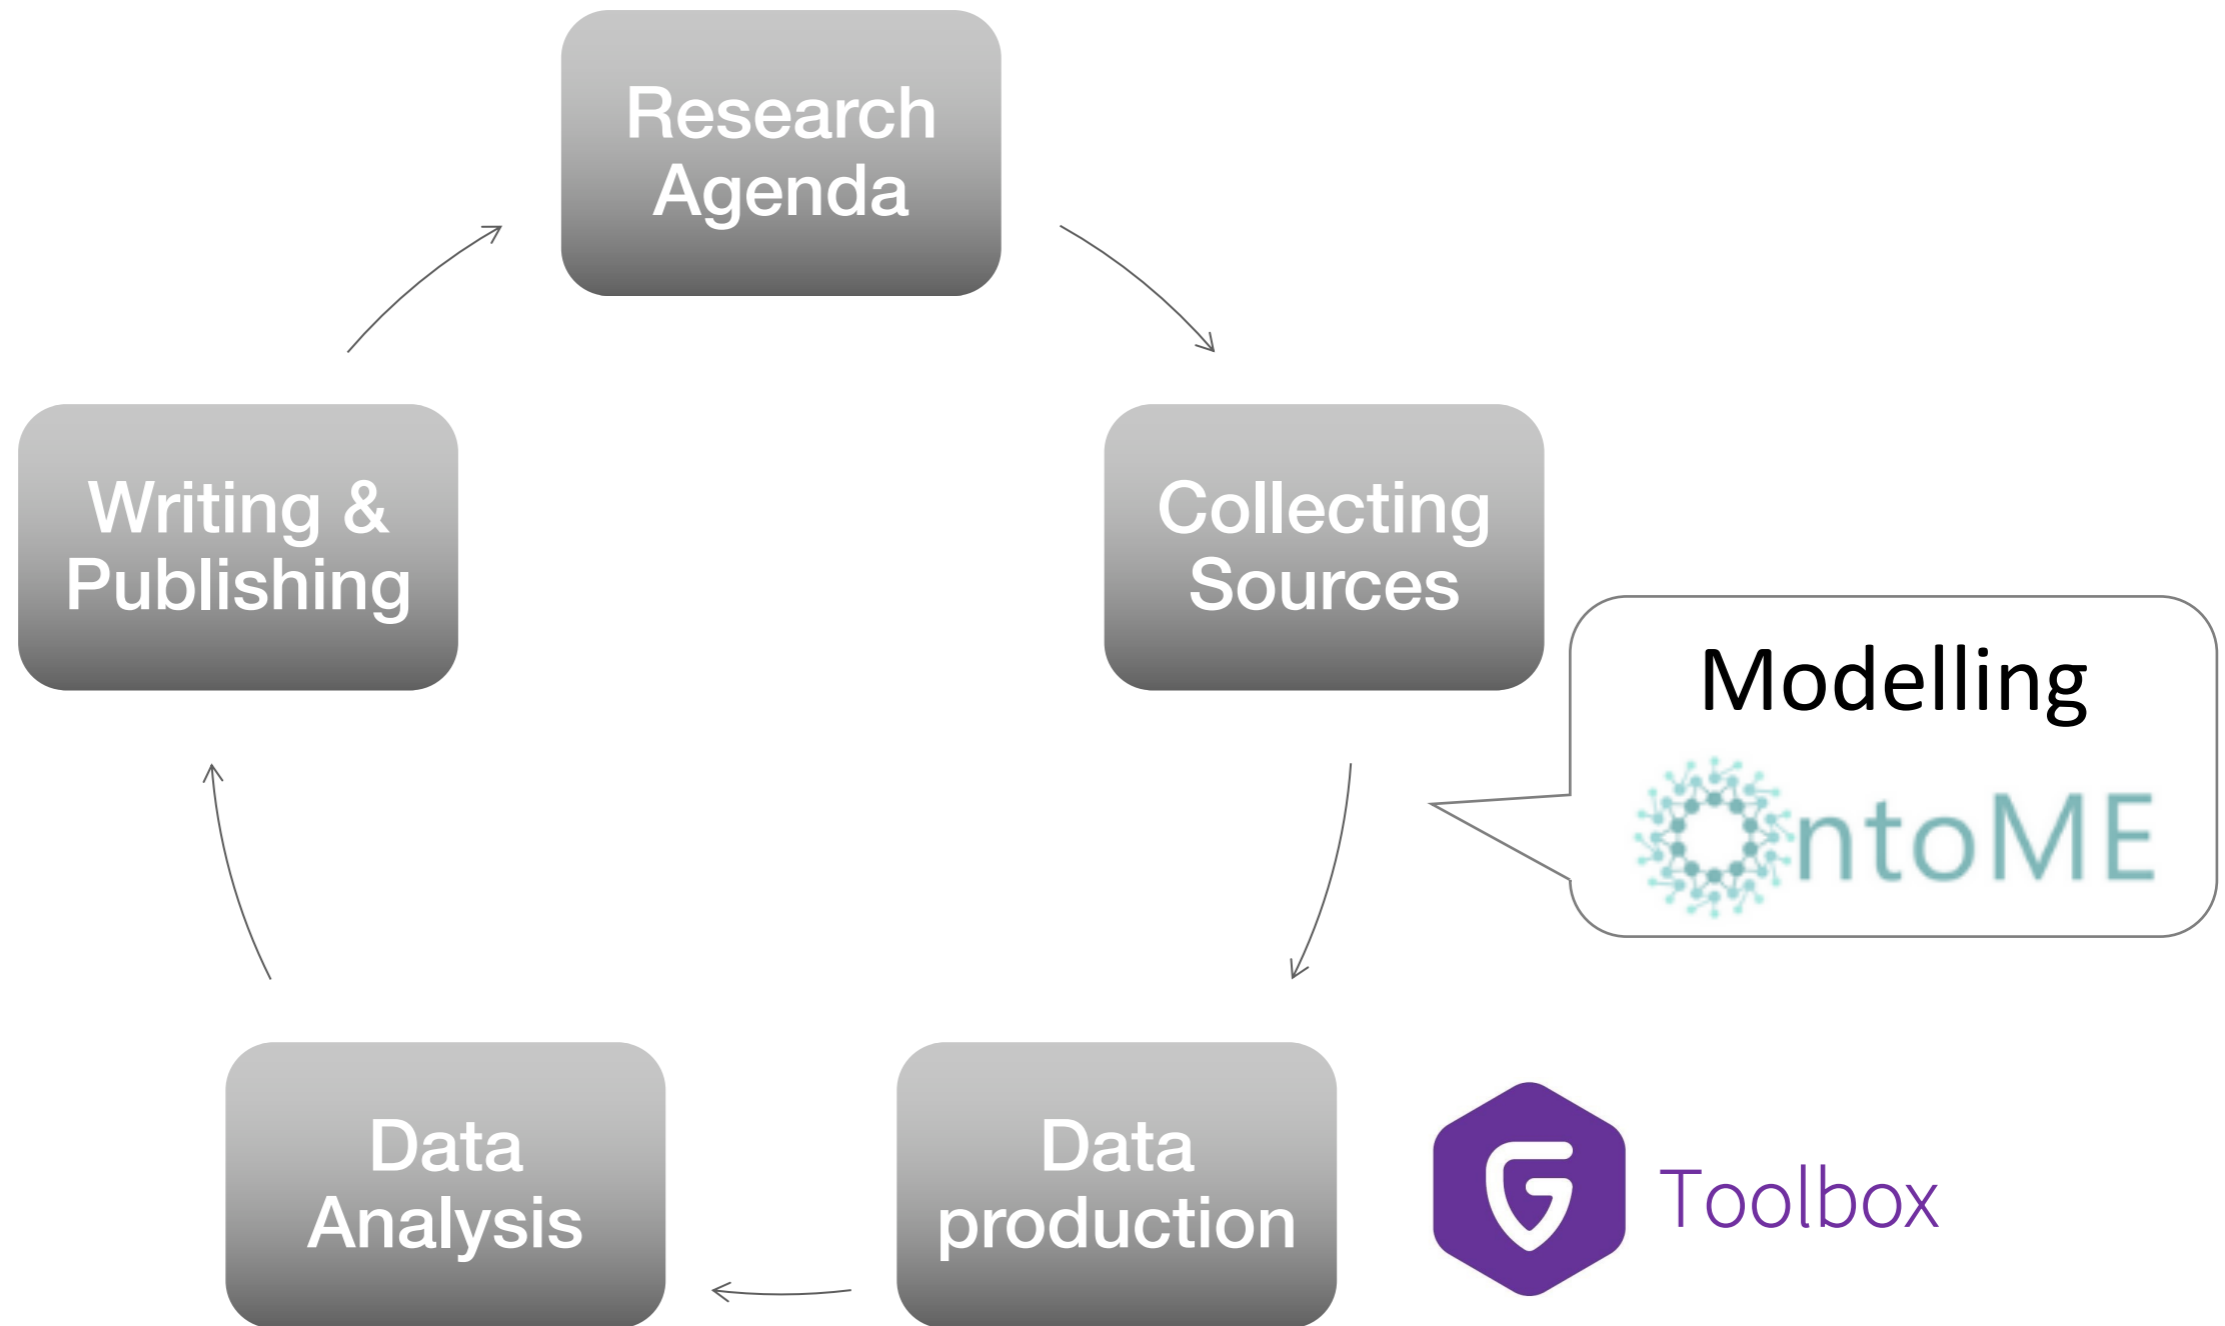 Research
Agenda
Writing &
Publishing
Collecting
Sources
Modelling
OntoME
Data
Analysis
Data
production
G Toolbox